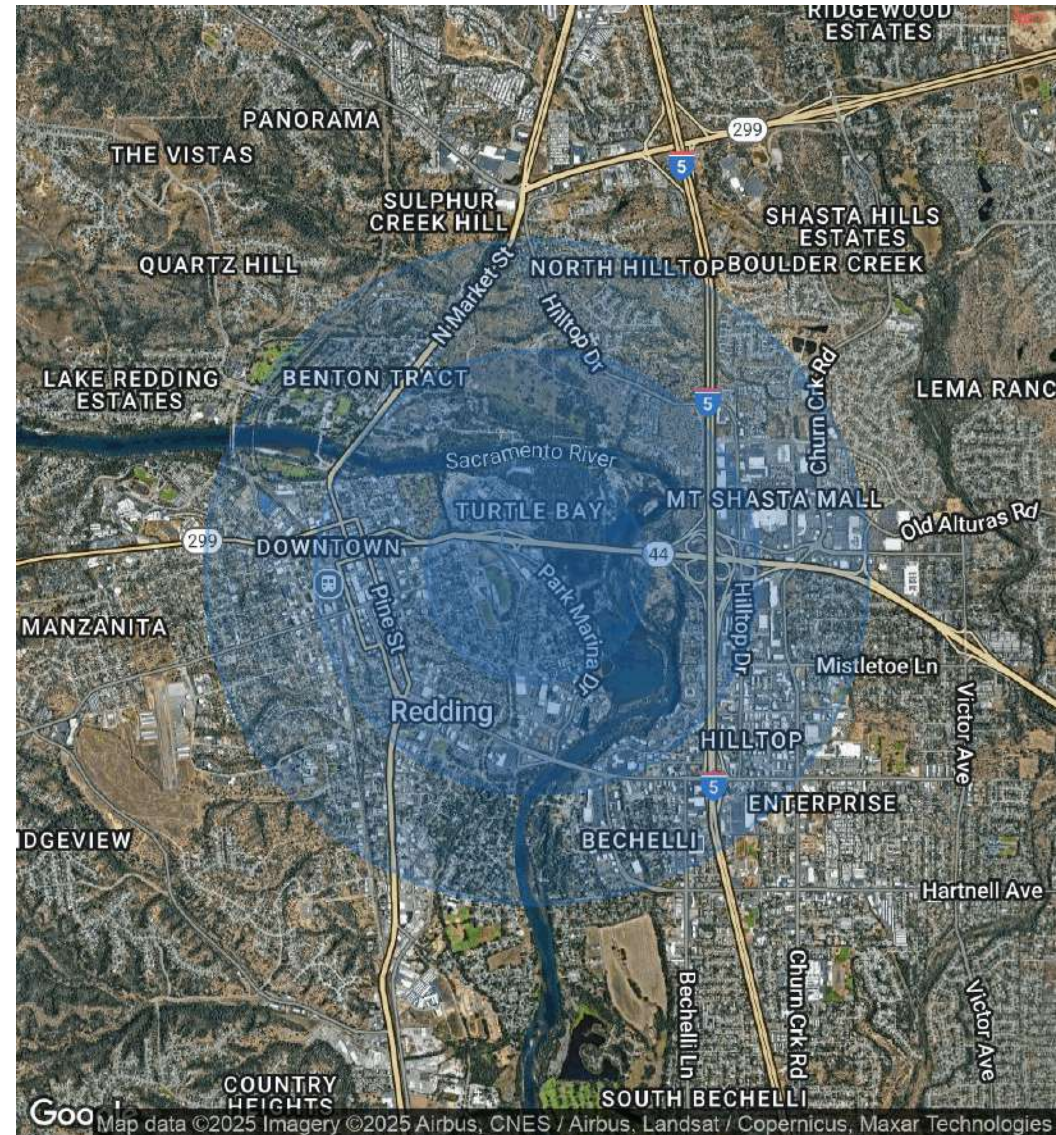 RIDGEWOOD
ESTATES
PANORAMA
299
THE VISTAS
5
SULPHUR
CREEK HILL
SHASTA HILLS
ESTATES
QUARTZ HILL
NORTH HILLTOP
BOULDER CREEK
N Market St
Hilltop Dr
LAKE REDDING
ESTATES
BENTON TRACT
Churn Crk Rd
LEMA RANC
5
Sacramento River
TURTLE BAY
MT SHASTA MALL
Old Alturas Rd
299
DOWNTOWN
44
Pine St
Park Marina Dr
Hilltop Dr
MANZANITA
Mistletoe Ln
Victor Ave
Redding
HILLTOP
5
ENTERPRISE
IDGEVIEW
BECHELLI
Hartnell Ave
Bechelli Ln
Churn Crk Rd
Victor Ave
COUNTRY
HEIGHTS
SOUTH BECHELLI
Goo
Map data ©2025 Imagery ©2025 Airbus, CNES / Airbus, Landsat / Copernicus, Maxar Technologies